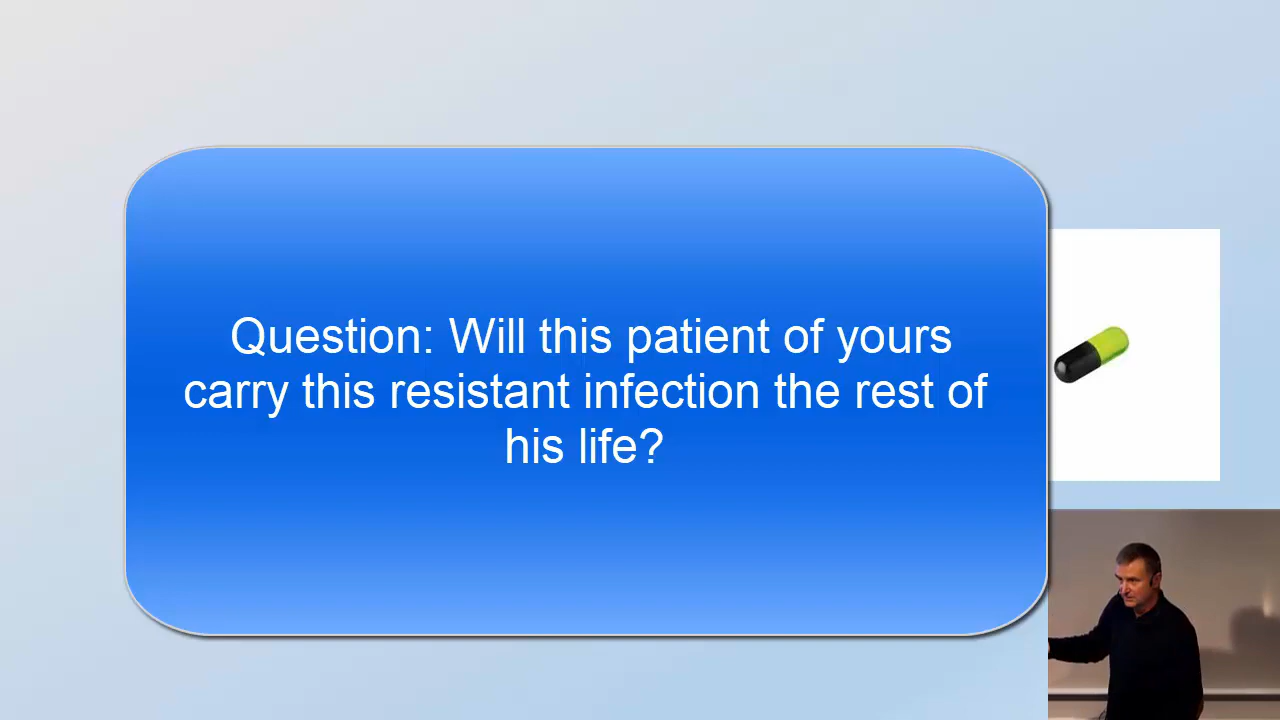 Question: Will this patient of yours
carry this resistant infection the rest of
his life?